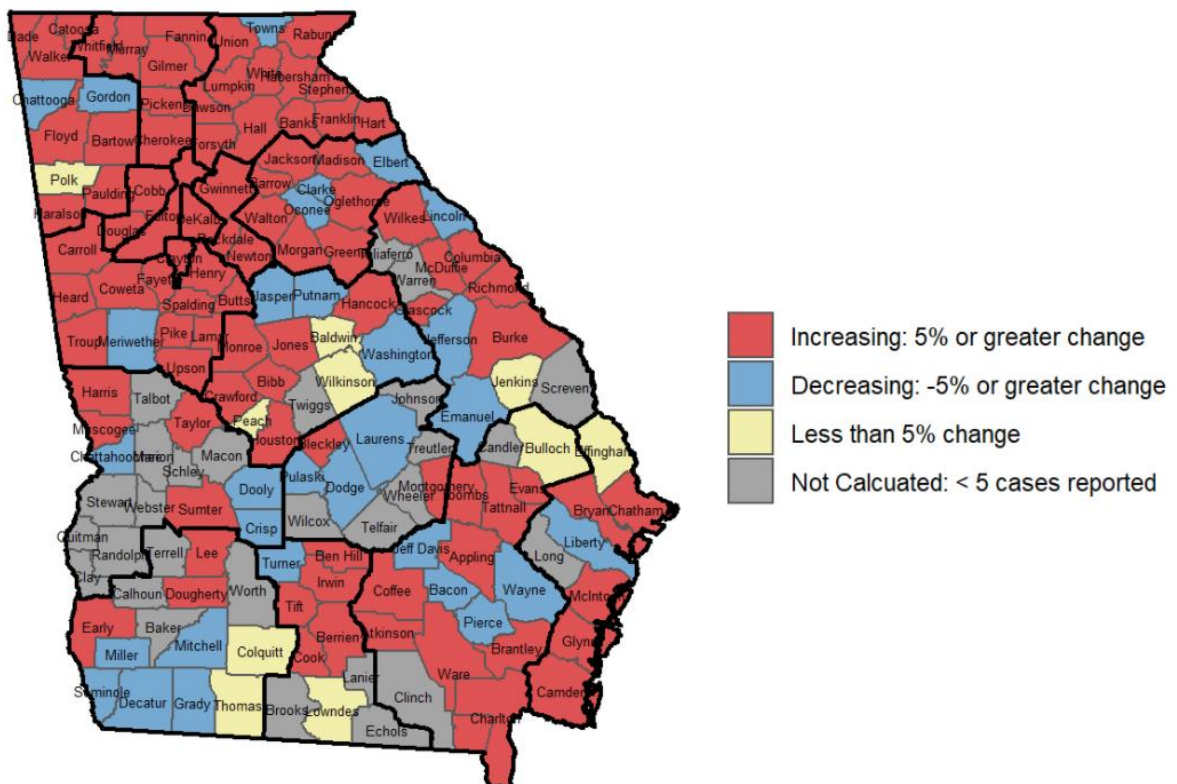 Towns
Catoosa
Fannin
Union
Rabun
Dade
Whitfield
Murray
Walker
Gilmer
White
Habersham
Lumpkin
Stephens
Chattooga
Gordon
Pickens
Dawson
Banks
Franklin
Hart
Hall
Floyd
Bartow
Cherokee
Forsyth
Jackson
Madison
Elbert
Polk
Gwinnett
Barrow
Clarke
Paulding
Cobb
Oconee
Oglethorpe
Haralson
Fulton
DeKalb
Walton
Wilkes
Lincoln
Douglas
Rockdale
Carroll
Newton
Morgan
Greene
Taliaferro
Columbia
Clayton
McDuffie
Fayette
Henry
Warren
Heard
Coweta
Butts
Jasper
Putnam
Richmond
Spalding
Hancock
Glascock
Troup
Meriwether
Pike
Lamar
Monroe
Jones
Baldwin
Jefferson
Burke
Washington
Upson
Bibb
Wilkinson
Jenkins
Screven
Harris
Talbot
Crawford
Twiggs
Johnson
Emanuel
Peach
Muscogee
Taylor
Houston
Bleckley
Laurens
Candler
Bulloch
Effingham
Chattahoochee
Marion
Macon
Treutlen
Schley
Pulaski
Dooly
Dodge
Montgomery
Wheeler
Toombs
Evans
Stewart
Webster
Sumter
Tattnall
Bryan
Chatham
Crisp
Wilcox
Telfair
Quitman
Randolph
Terrell
Lee
Turner
Ben Hill
Jeff Davis
Appling
Long
Liberty
Clay
Calhoun
Dougherty
Worth
Irwin
Coffee
Bacon
Wayne
Tift
McIntosh
Early
Baker
Mitchell
Berrien
Atkinson
Pierce
Miller
Colquitt
Cook
Brantley
Glynn
Ware
Seminole
Decatur
Grady
Thomas
Brooks
Lowndes
Lanier
Clinch
Camden
Echols
Charlton
Increasing: 5% or greater change
Decreasing: -5% or greater change
Less than 5% change
Not Calcuated: < 5 cases reported